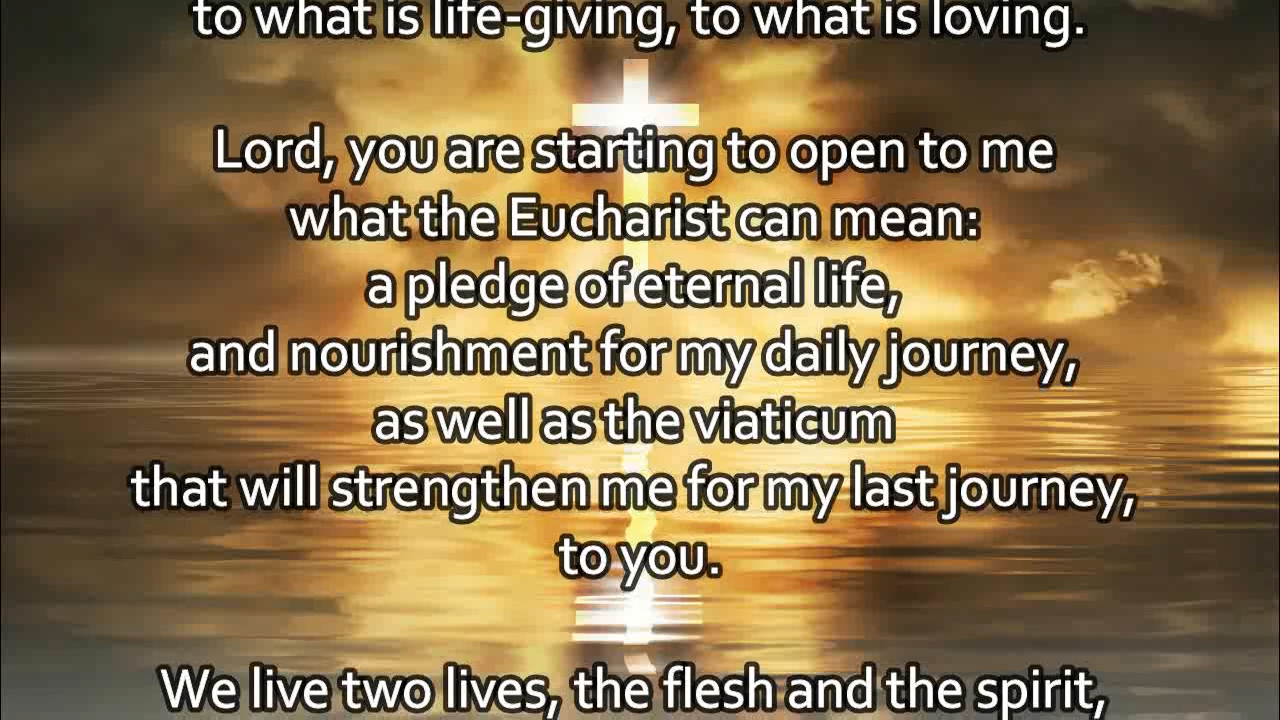 to what is life-giving, to what is loving.
Lord, you are starting to open to me
what the Eucharist can mean:
a pledge of eternal life,
and nourishment for my daily journey,
as well as the viaticum
that will strengthen me for my last journey,
to you.
We live two lives, the flesh and the spirit,